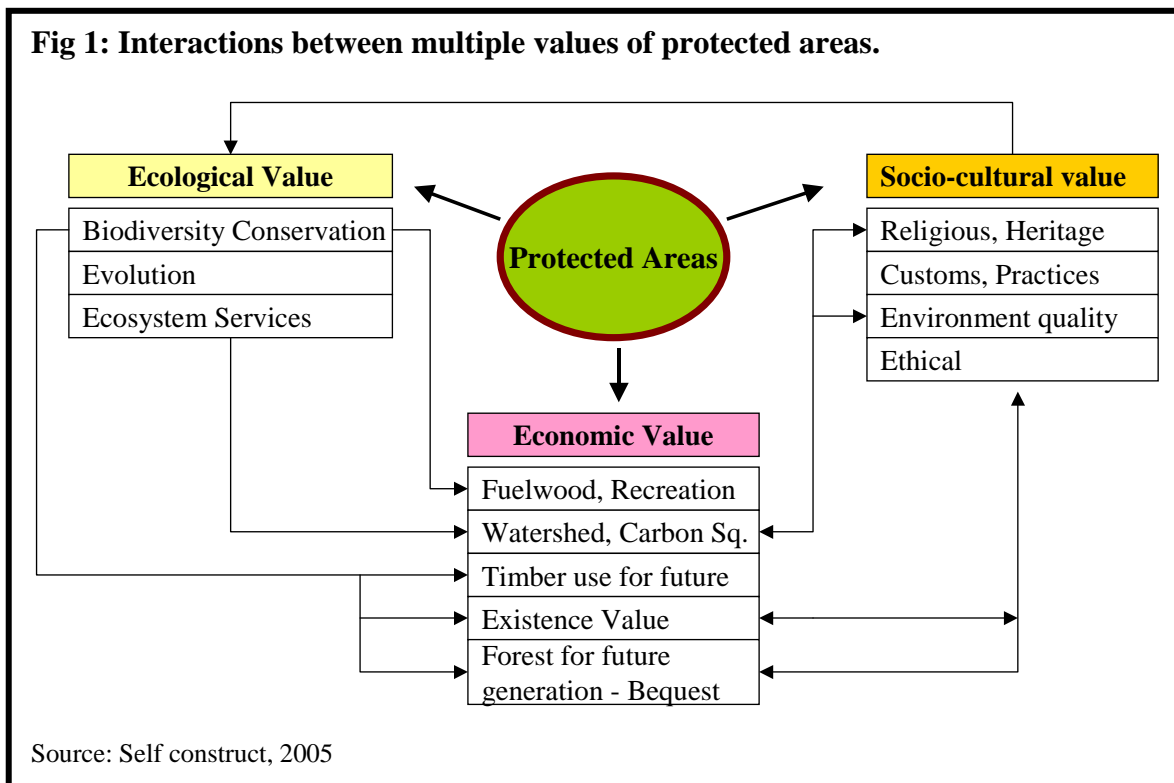 Fig 1: Interactions between multiple values of protected areas.
Ecological Value
Biodiversity Conservation
Evolution
Ecosystem Services
Protected Areas
Socio-cultural value
Religious, Heritage
Customs, Practices
Environment quality
Ethical
Economic Value
Fuelwood, Recreation
Watershed, Carbon Sq.
Timber use for future
Existence Value
Forest for future
generation - Bequest
Source: Self construct, 2005